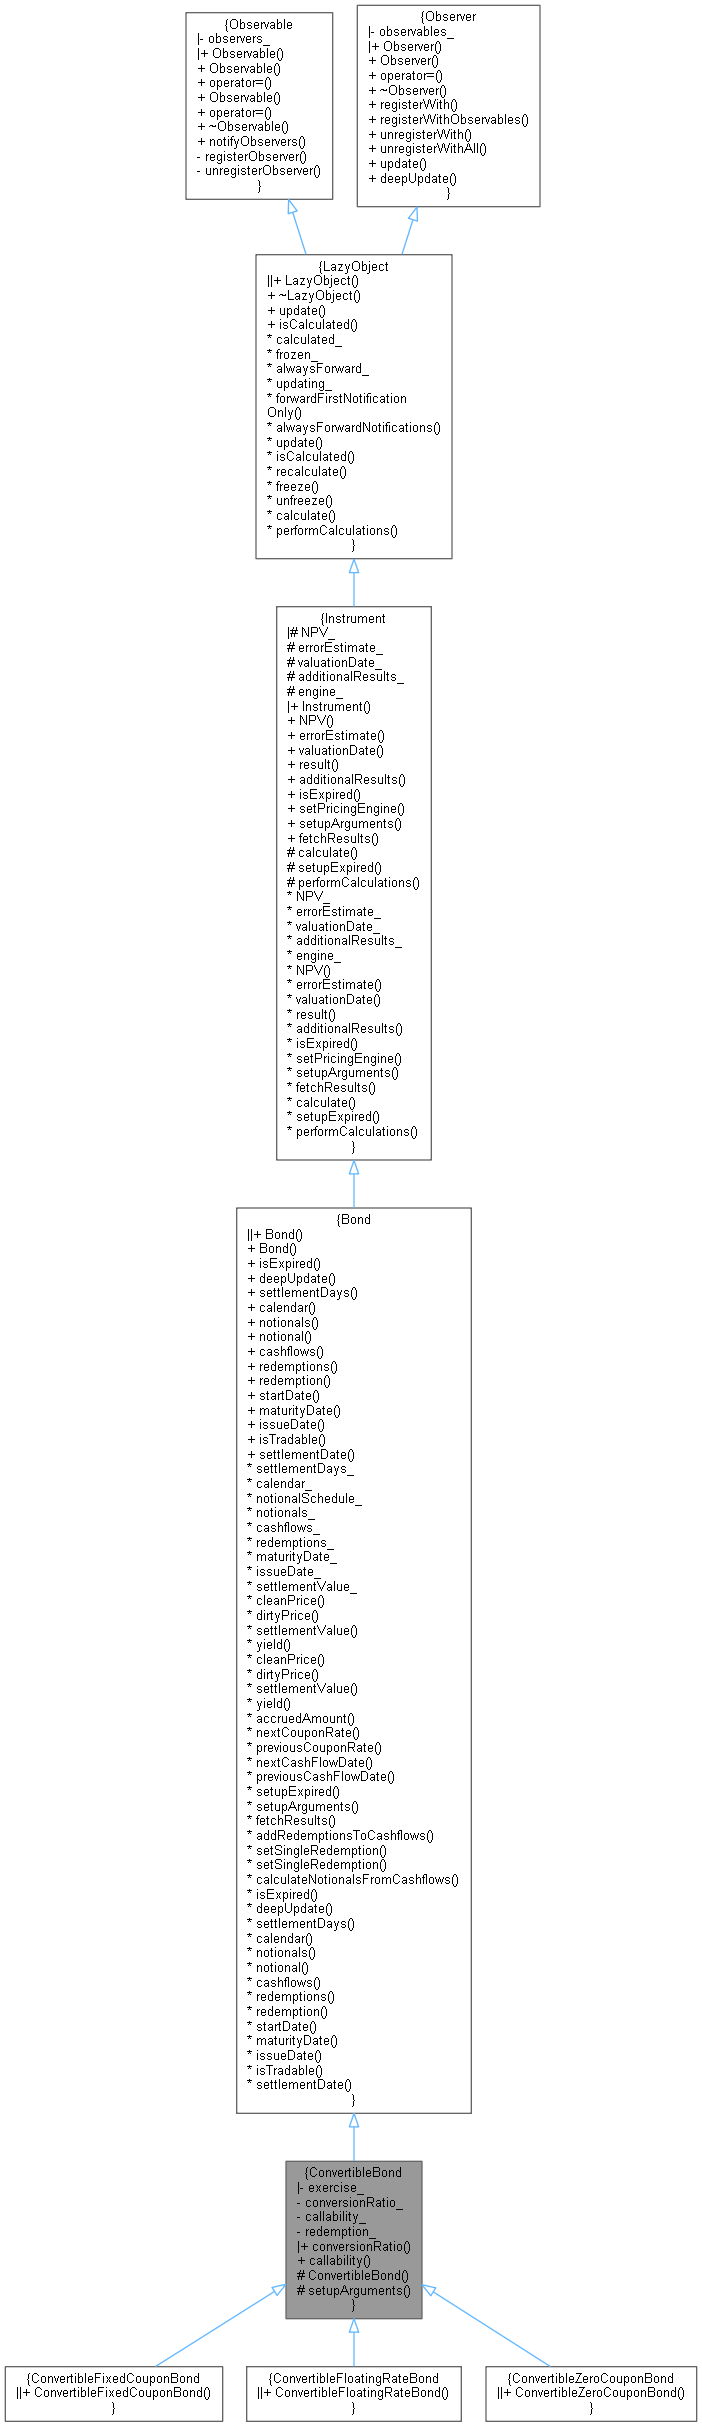 {Observable
|- observers_
|+ Observable()
+ Observable()
+ operator=()
+ Observable()
+ operator=()
+ ~Observable()
+ notifyObservers()
- registerObserver()
- unregisterObserver()
}
{Observer
|- observables_
|+ Observer()
+ Observer()
+ operator=()
+ ~Observer()
+ registerWith()
+ registerWithObservables()
+ unregisterWith()
+ unregisterWithAll()
+ update()
+ deepUpdate()
}
{LazyObject
||+ LazyObject()
+ ~LazyObject()
+ update()
+ isCalculated()
* calculated_
* frozen_
* alwaysForward_
* updating_
* forwardFirstNotification
Only()
* alwaysForwardNotifications()
* update()
* isCalculated()
* recalculate()
* freeze()
* unfreeze()
* calculate()
* performCalculations()
}
{Instrument
|# NPV_
# errorEstimate_
# valuationDate_
# additionalResults_
# engine_
|+ Instrument()
+ NPV()
+ errorEstimate()
+ valuationDate()
+ result()
+ additionalResults()
+ isExpired()
+ setPricingEngine()
+ setupArguments()
+ fetchResults()
# calculate()
# setupExpired()
# performCalculations()
* NPV_
* errorEstimate_
* valuationDate_
* additionalResults_
* engine_
* NPV()
* errorEstimate()
* valuationDate()
* result()
* additionalResults()
* isExpired()
* setPricingEngine()
* setupArguments()
* fetchResults()
* calculate()
* setupExpired()
* performCalculations()
}
{Bond
||+ Bond()
+ Bond()
+ isExpired()
+ deepUpdate()
+ settlementDays()
+ calendar()
+ notionals()
+ notional()
+ cashflows()
+ redemptions()
+ redemption()
+ startDate()
+ maturityDate()
+ issueDate()
+ isTradable()
+ settlementDate()
* settlementDays_
* calendar_
* notionalSchedule_
* notionals_
* cashflows_
* redemptions_
* maturityDate_
* issueDate_
* settlementValue_
* cleanPrice()
* dirtyPrice()
* settlementValue()
* yield()
* cleanPrice()
* dirtyPrice()
* settlementValue()
* yield()
* accruedAmount()
* nextCouponRate()
* previousCouponRate()
* nextCashFlowDate()
* previousCashFlowDate()
* setupExpired()
* setupArguments()
* fetchResults()
* addRedemptionsToCashflows()
* setSingleRedemption()
* setSingleRedemption()
* calculateNotionalsFromCashflows()
* isExpired()
* deepUpdate()
* settlementDays()
* calendar()
* notionals()
* notional()
* cashflows()
* redemptions()
* redemption()
* startDate()
* maturityDate()
* issueDate()
* isTradable()
* settlementDate()
}
{ConvertibleBond
|- exercise_
- conversionRatio_
- callability_
- redemption_
|+ conversionRatio()
+ callability()
# ConvertibleBond()
# setupArguments()
}
{ConvertibleFixedCouponBond
||+ ConvertibleFixedCouponBond()
}
{ConvertibleFloatingRateBond
||+ ConvertibleFloatingRateBond()
}
{ConvertibleZeroCouponBond
||+ ConvertibleZeroCouponBond()
}